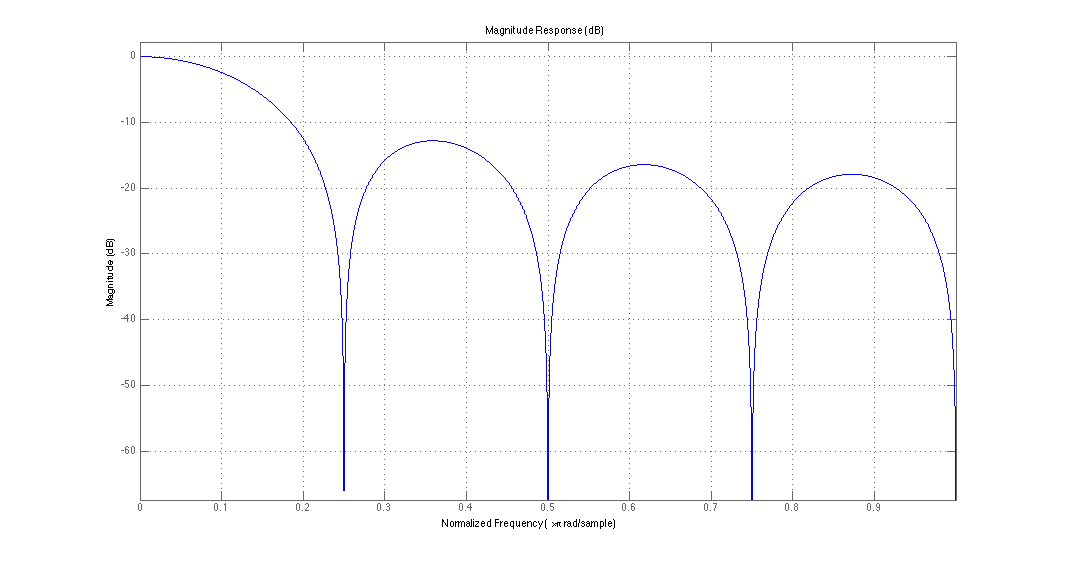 Magnitude Response (dB)
0
-10
-20
-30
-40
-50
-60
Magnitude (dB)
0 0.1 0.2 0.3 0.4 0.5 0.6 0.7 0.8 0.9
Normalized Frequency ( ×π rad/sample)